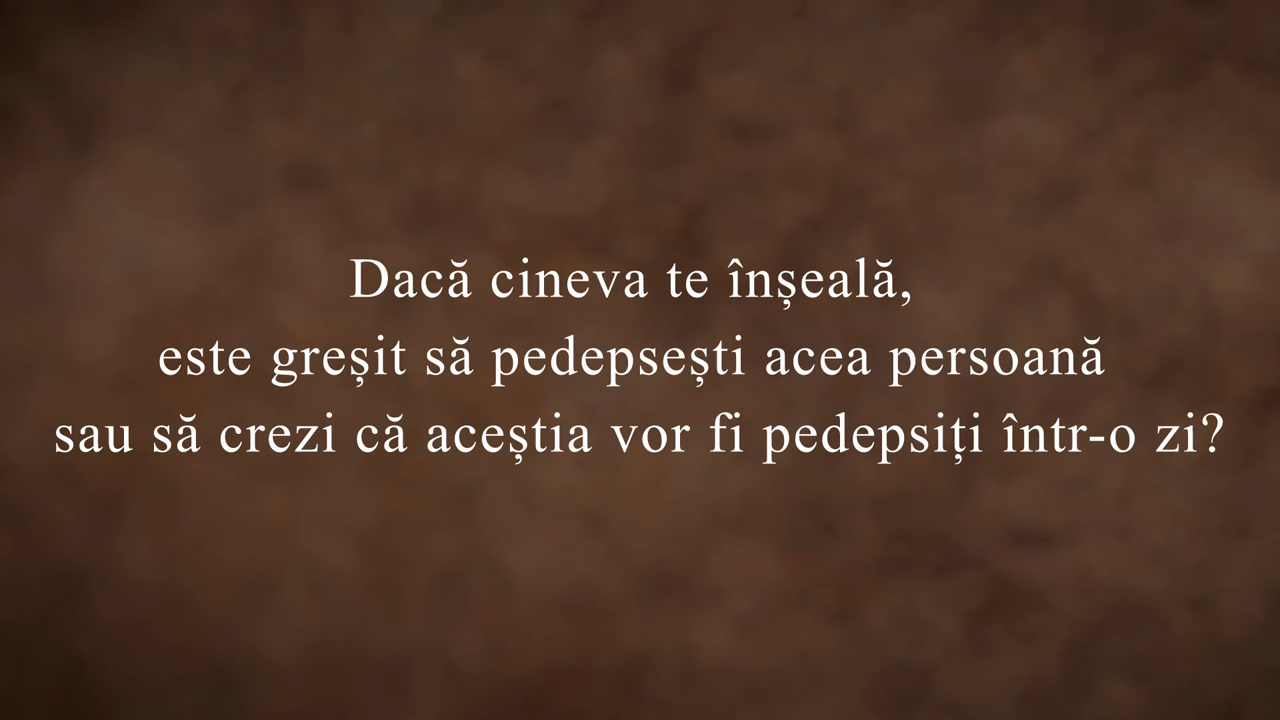 Dacă cineva te înșeală,
este greșit să pedepsești acea persoană
sau să crezi că aceștia vor fi pedepsiți într-o zi?